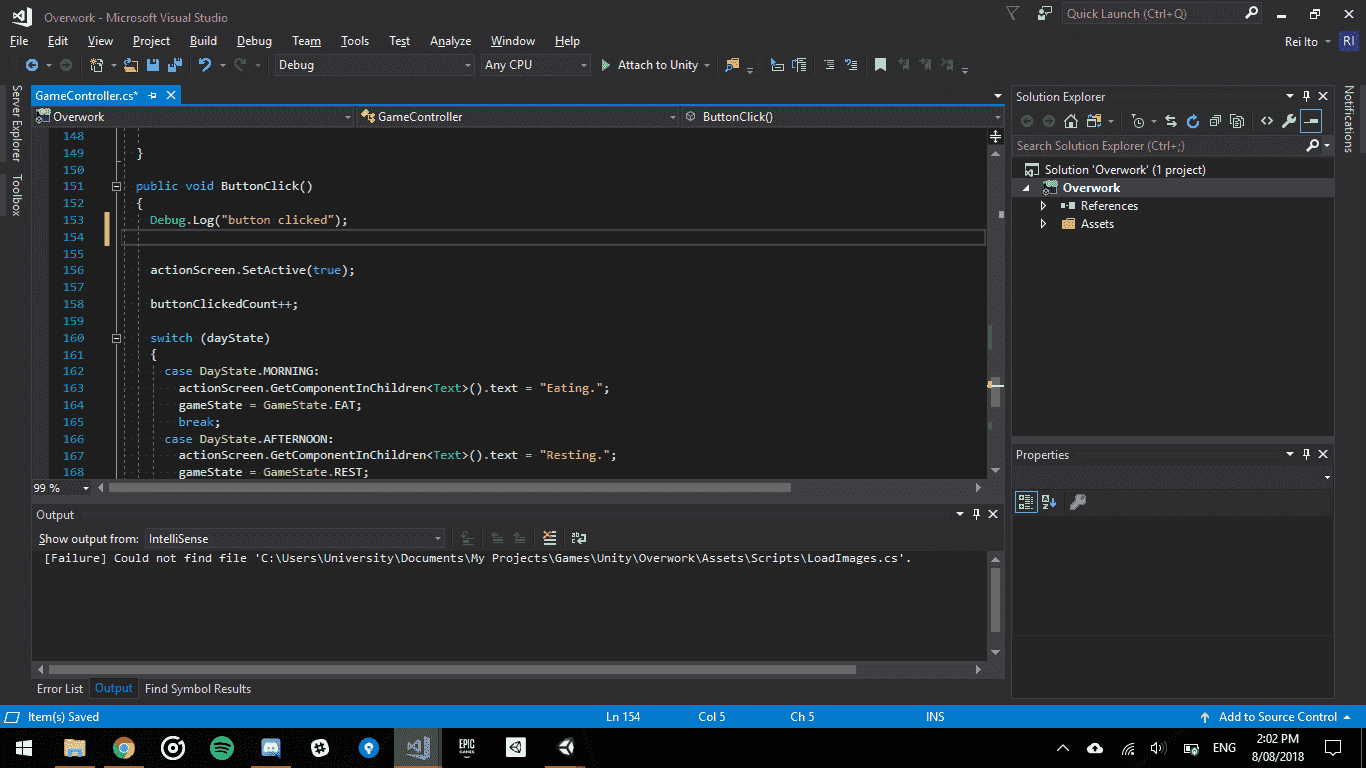 Overwork - Microsoft Visual Studio
Quick Launch (Ctrl+Q)
File Edit View Project Build Debug Team Tools Test Analyze Window Help
Rei Ito RI
Debug Any CPU Attach to Unity
Server Explorer
Toolbox
GameController.cs*
Overwork GameController ButtonClick()
148
149 }
150
151 public void ButtonClick()
152 {
153 Debug.Log("button clicked");
154
155
156 actionScreen.SetActive(true);
157
158 buttonClickedCount++;
159
160 switch (dayState)
161 {
162 case DayState.MORNING:
163 actionScreen.GetComponentInChildren<Text>().text = "Eating.";
164 gameState = GameState.EAT;
165 break;
166 case DayState.AFTERNOON:
167 actionScreen.GetComponentInChildren<Text>().text = "Resting.";
168 gameState = GameState.REST;
99 %
Output
Show output from: IntelliSense
[Failure] Could not find file 'C:\Users\University\Documents\My Projects\Games\Unity\Overwork\Assets\Scripts\LoadImages.cs'.
Error List Output Find Symbol Results
Solution Explorer
Search Solution Explorer (Ctrl+;)
Solution 'Overwork' (1 project)
Overwork
References
Assets
Properties
Notifications
Item(s) Saved Ln 154 Col 5 Ch 5 INS Add to Source Control
EPIC
GAMES
ENG
2:02 PM
8/08/2018